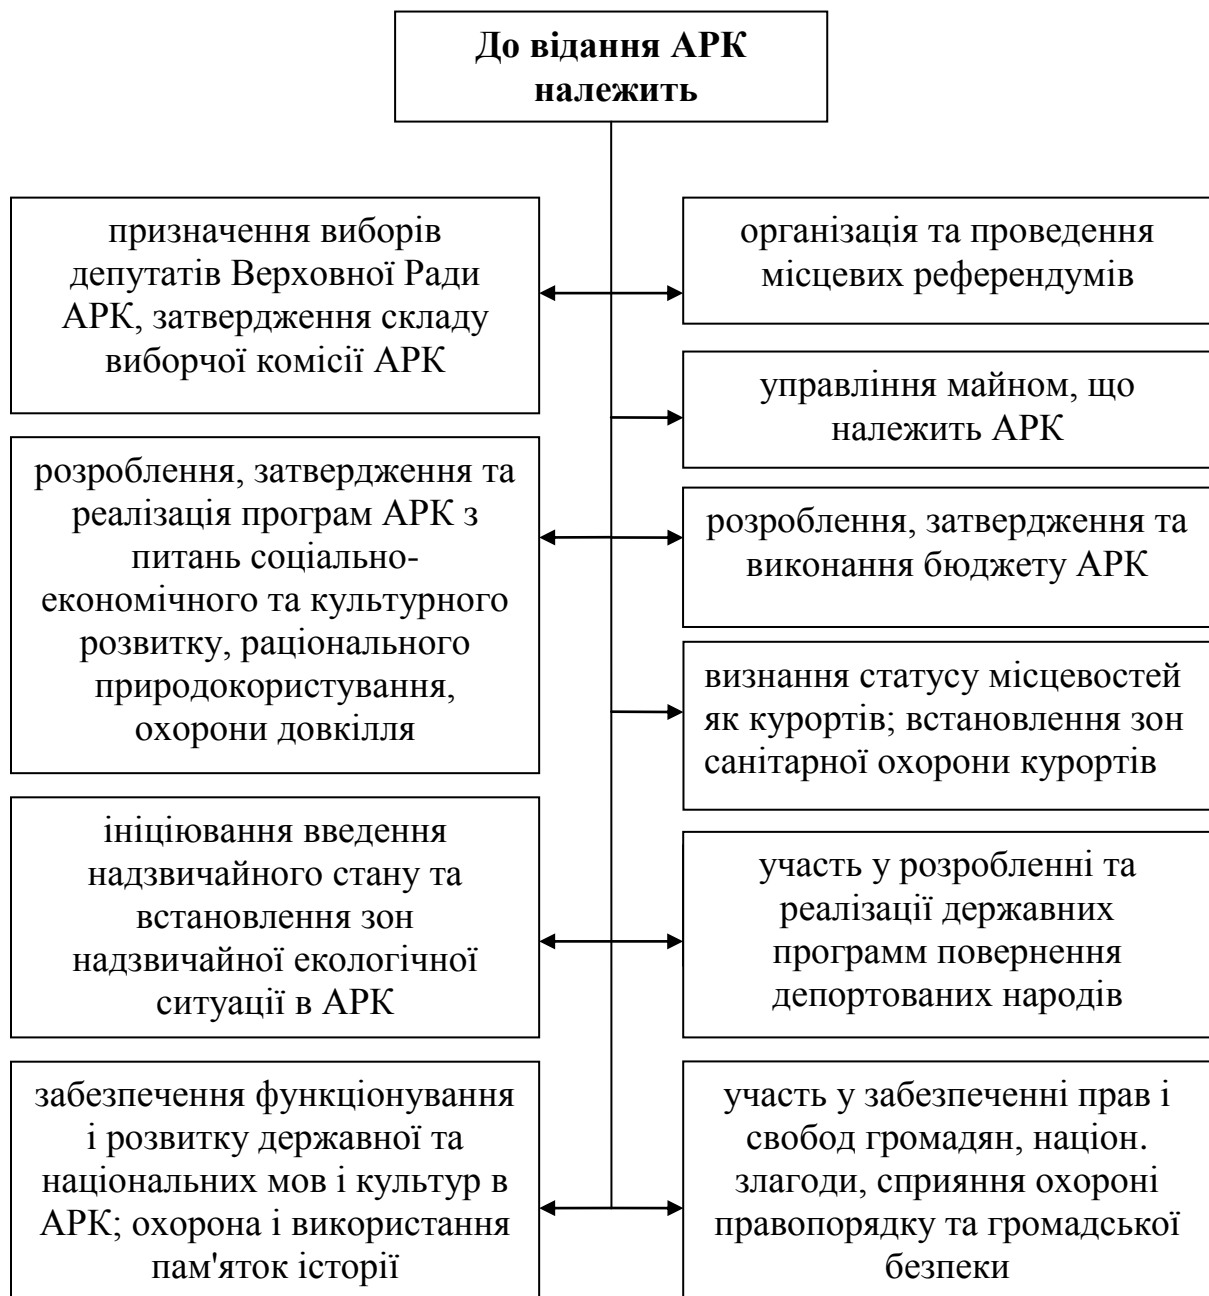 До відання АРК
належить
призначення виборів
депутатів Верховної Ради
АРК, затвердження складу
виборчої комісії АРК
організація та проведення
місцевих референдумів
управління майном, що
належить АРК
розроблення, затвердження та
реалізація програм АРК з
питань соціально-
економічного та культурного
розвитку, раціонального
природокористування,
охорони довкілля
розроблення, затвердження та
виконання бюджету АРК
визнання статусу місцевостей
як курортів; встановлення зон
санітарної охорони курортів
ініціювання введення
надзвичайного стану та
встановлення зон
надзвичайної екологічної
ситуації в АРК
участь у розробленні та
реалізації державних
программ повернення
депортованих народів
забезпечення функціонування
і розвитку державної та
національних мов і культур в
АРК; охорона і використання
пам'яток історії
участь у забезпеченні прав і
свобод громадян, націон.
злагоди, сприяння охороні
правопорядку та громадської
безпеки